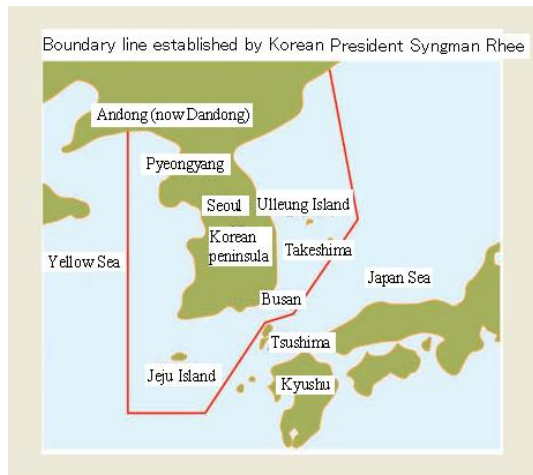 Boundary line established by Korean President Syngman Rhee
Andong (now Dandong)
Pyeongyang
Seoul
Ulleung Island
Korean
peninsula
Takeshima
Yellow Sea
Japan Sea
Busan
Tsushima
Jeju Island
Kyushu